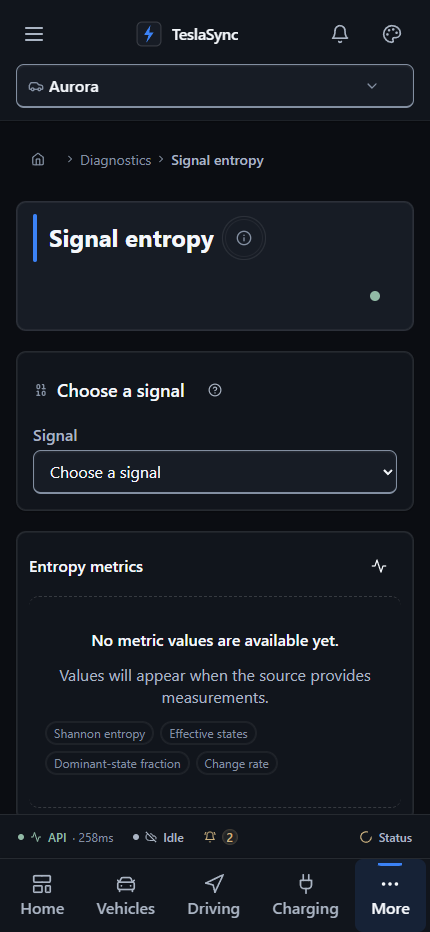 TeslaSync
Aurora
Diagnostics
Signal entropy
Signal entropy
Choose a signal
Signal
Choose a signal
Entropy metrics
No metric values are available yet.
Values will appear when the source provides
measurements.
Shannon entropy Effective states
Dominant-state fraction Change rate
API · 258ms Idle 2 Status
Home Vehicles Driving Charging More